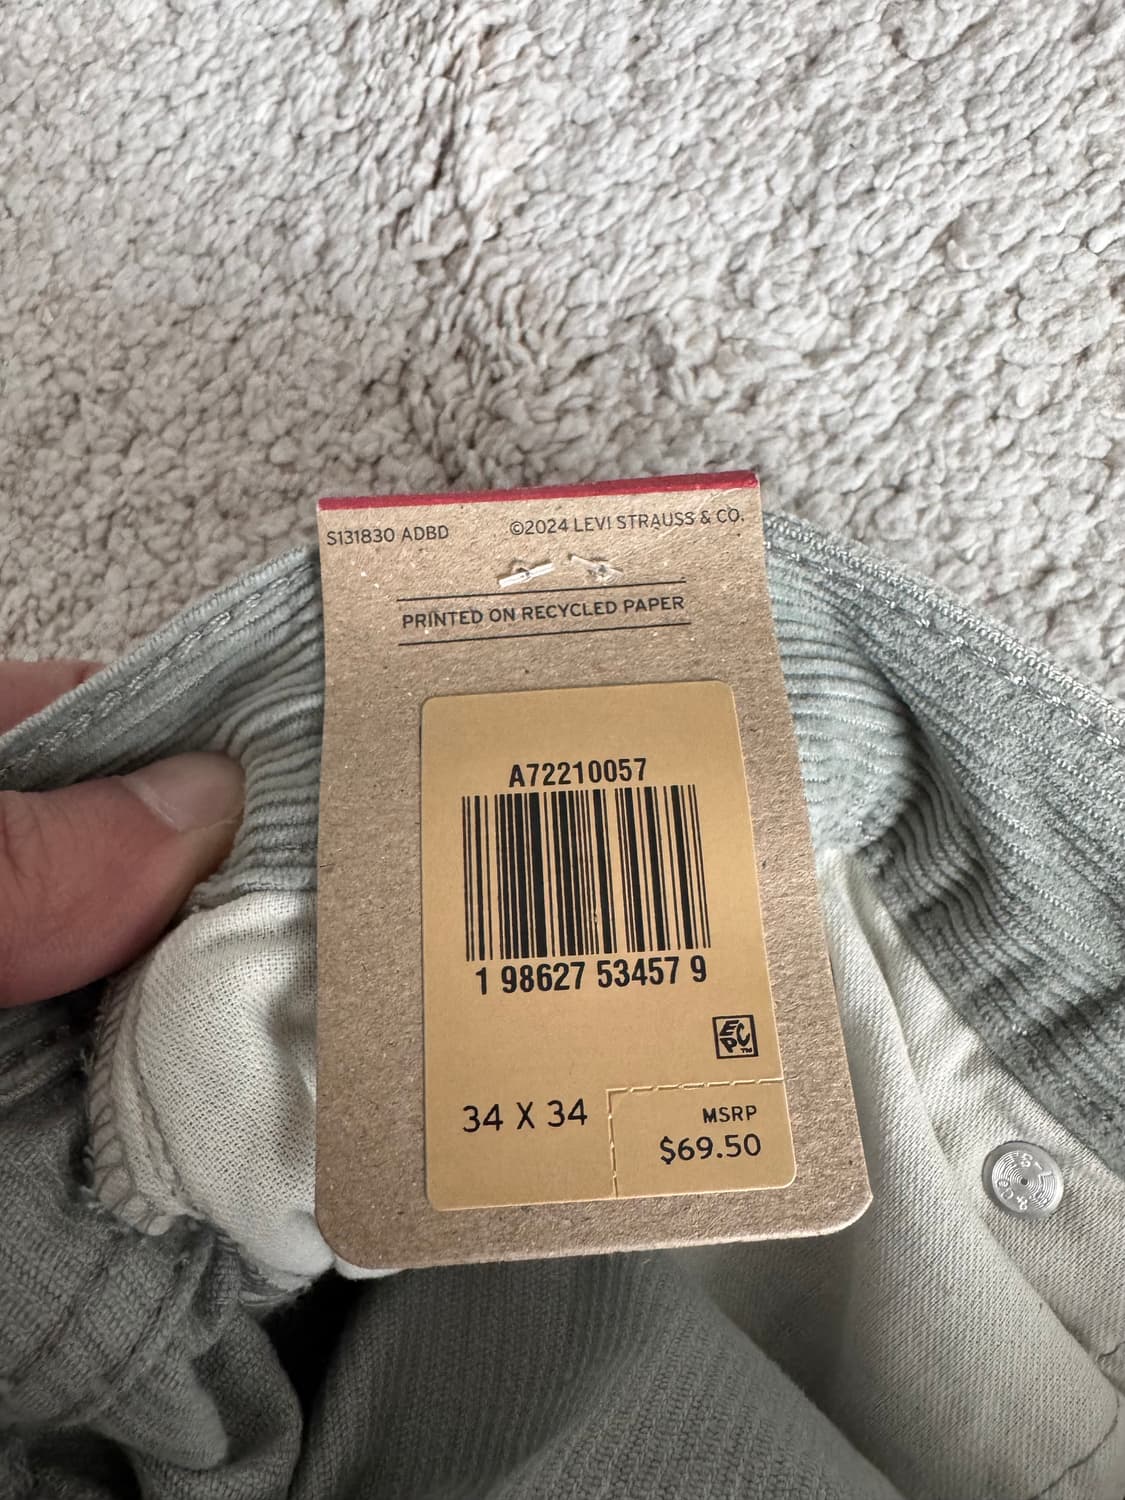 S131830 ADBD ©2024 LEVI STRAUSS & CO.
PRINTED ON RECYCLED PAPER
A72210057
1 98627 53457 9
EPC™
34 X 34
MSRP
$69.50